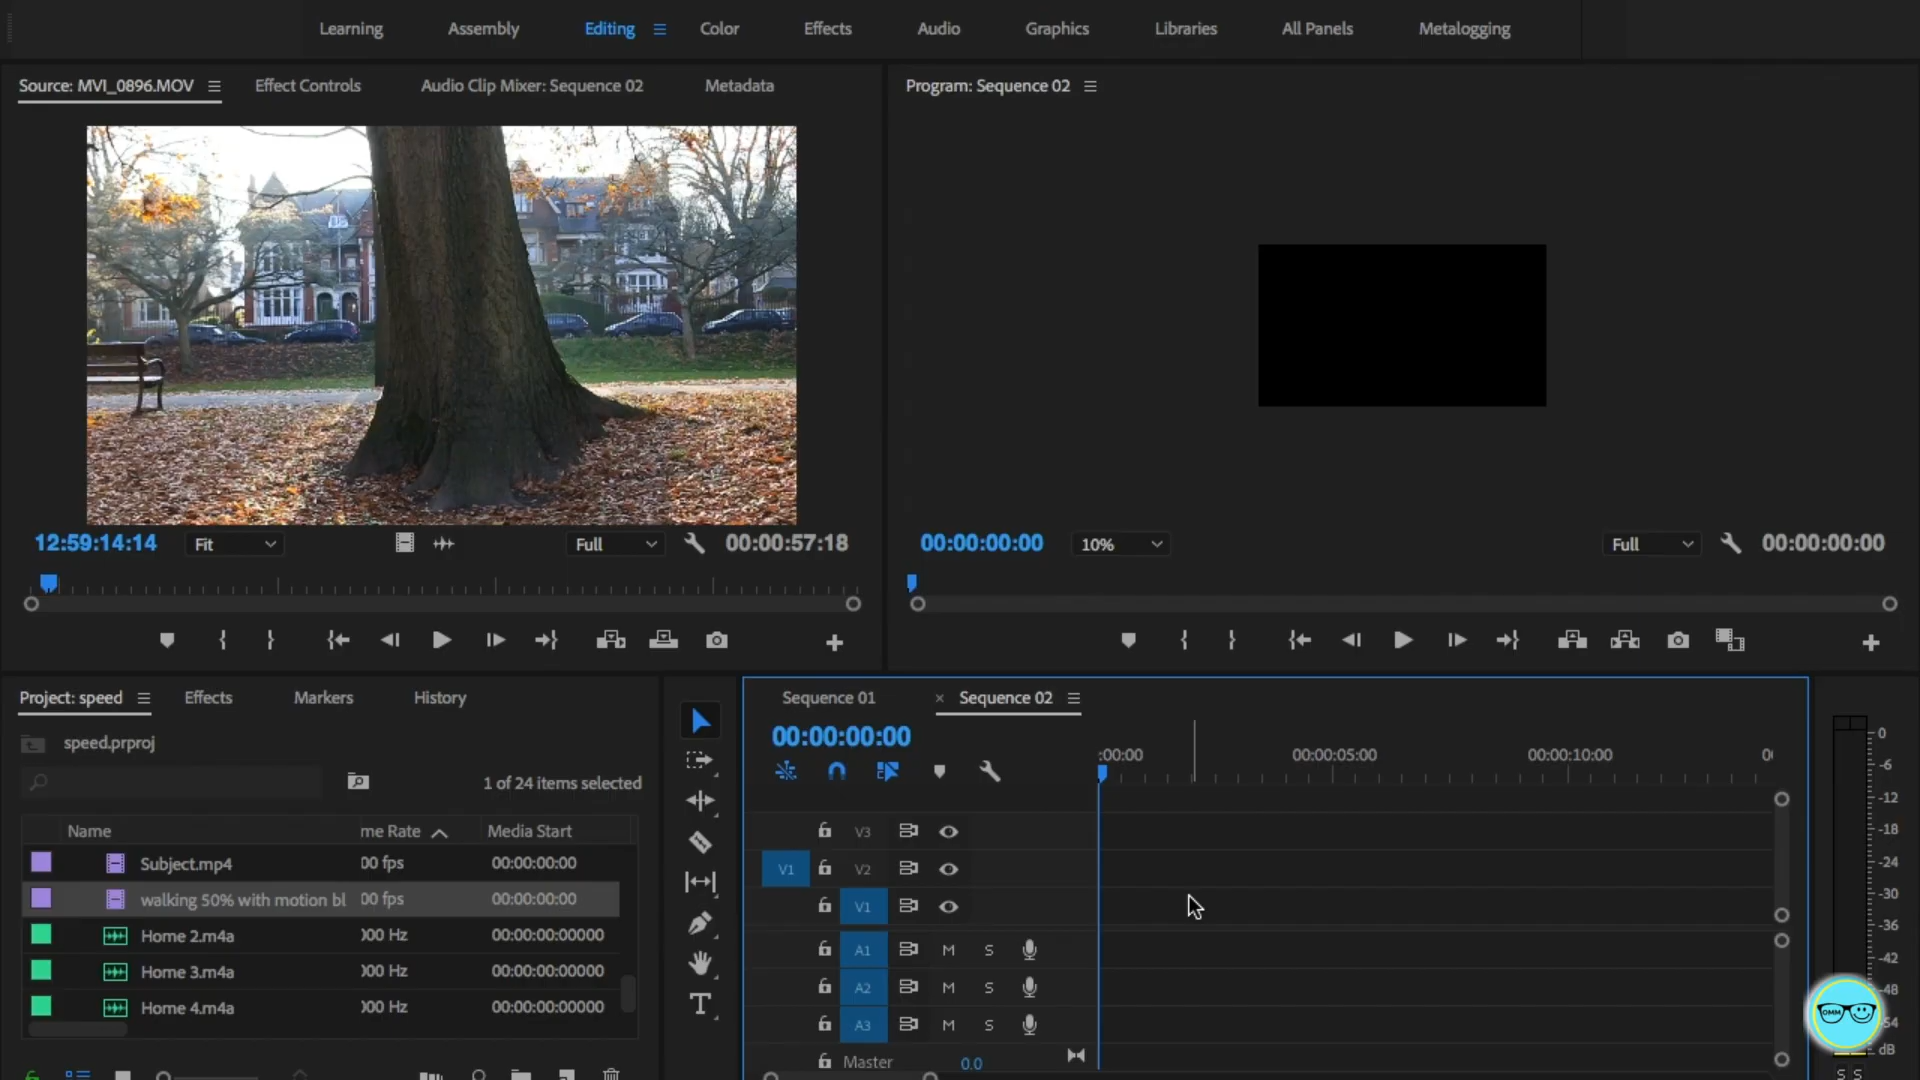 Learning Assembly Editing Color Effects Audio Graphics Libraries All Panels Metalogging
Source: MVI_0896.MOV Effect Controls Audio Clip Mixer: Sequence 02 Metadata
Program: Sequence 02
12:59:14:14 Fit Full 00:00:57:18
00:00:00:00 10% Full 00:00:00:00
Project: speed Effects Markers History
speed.prproj
1 of 24 items selected
Name me Rate Media Start
Subject.mp4 00 fps 00:00:00:00
walking 50% with motion bl 00 fps 00:00:00:00
Home 2.m4a 000 Hz 00:00:00:00000
Home 3.m4a 000 Hz 00:00:00:00000
Home 4.m4a 000 Hz 00:00:00:00000
T
Sequence 01 × Sequence 02
00:00:00:00
:00:00 00:00:05:00 00:00:10:00
V3
V1 V2
V1
A1 M S
A2 M S
A3 M S
Master 0.0
0
-6
-12
-18
-24
-30
-36
-42
-48
-54
dB
S S
OMM